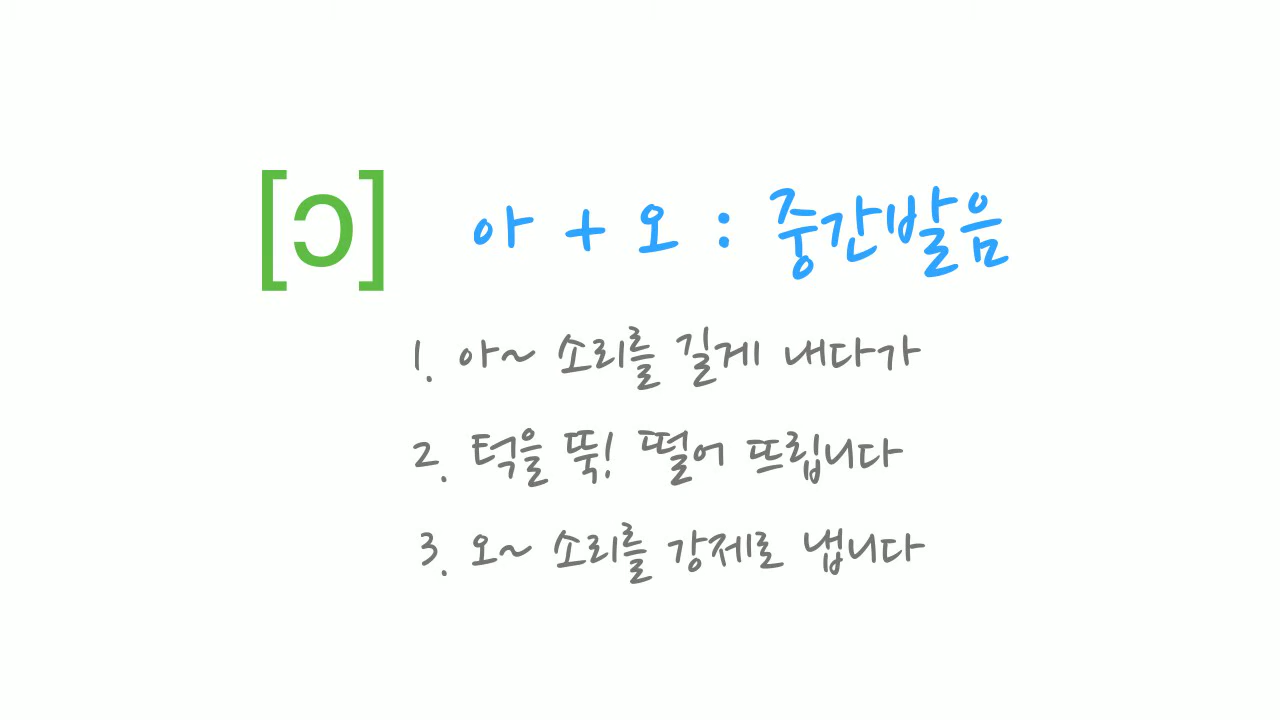 [ɔ] 아 + 오 : 중간발음
1. 아~ 소리를 길게 내다가
2. 턱을 뚝! 떨어 뜨립니다
3. 오~ 소리를 강제로 냅니다